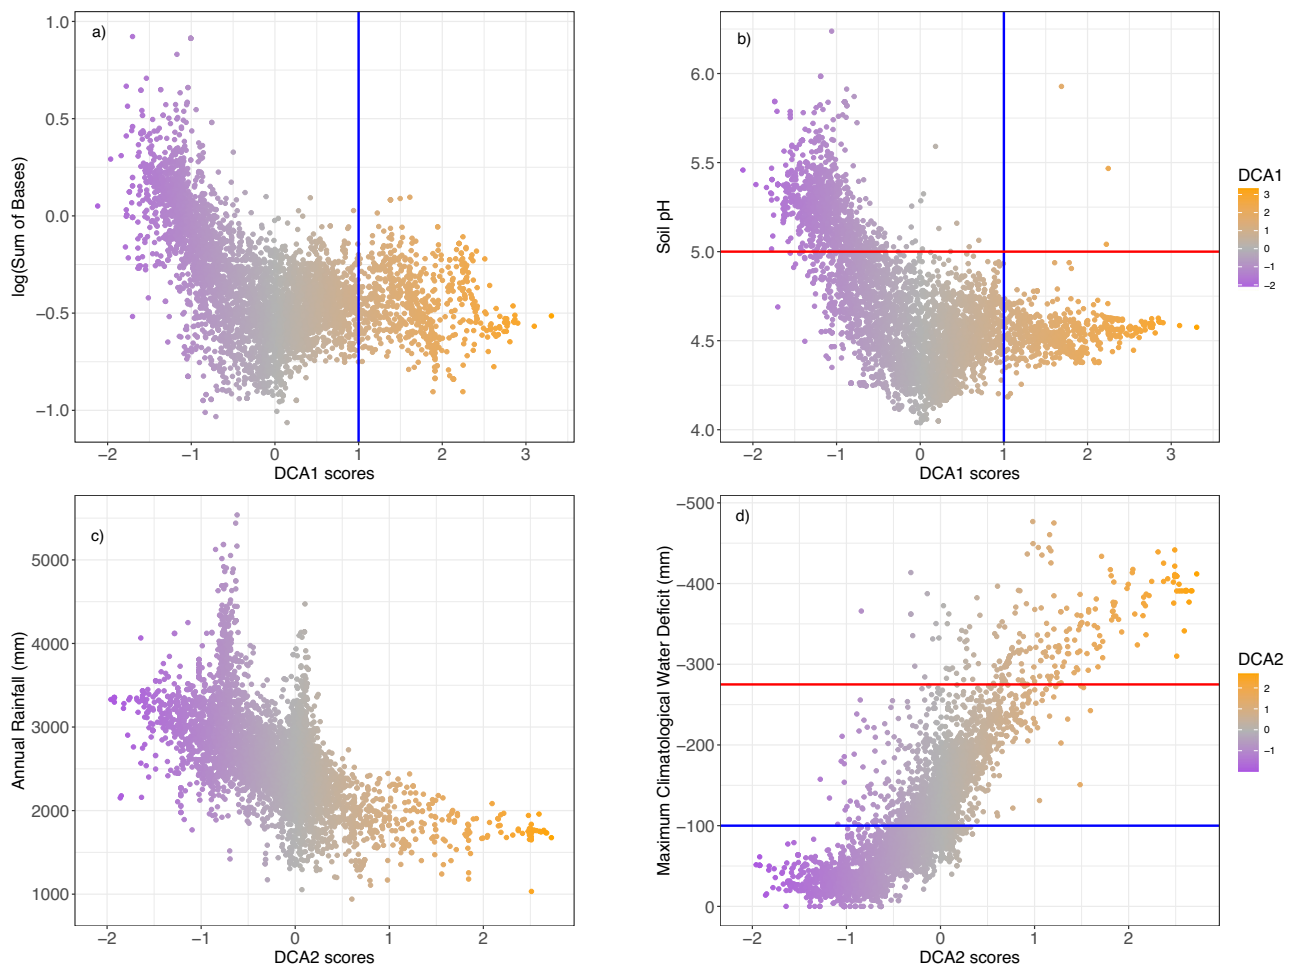 a)
1.0
0.5
0.0
−0.5
−1.0
log(Sum of Bases)
−2 −1 0 1 2 3
DCA1 scores
b)
6.0
5.5
5.0
4.5
4.0
Soil pH
−2 −1 0 1 2 3
DCA1 scores
DCA1
3
2
1
0
−1
−2
c)
5000
4000
3000
2000
1000
Annual Rainfall (mm)
−2 −1 0 1 2
DCA2 scores
d)
−500
−400
−300
−200
−100
0
Maximum Climatological Water Deficit (mm)
−2 −1 0 1 2
DCA2 scores
DCA2
2
1
0
−1